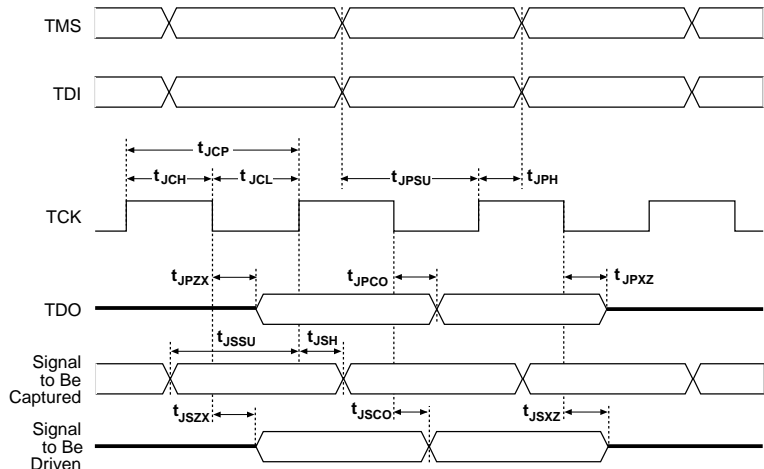 TMS
TDI
tJCP
tJCH tJCL tJPSU tJPH
TCK
tJPZX tJPCO tJPXZ
TDO
tJSSU tJSH
Signal
to Be
Captured
tJSZX tJSCO tJSXZ
Signal
to Be
Driven